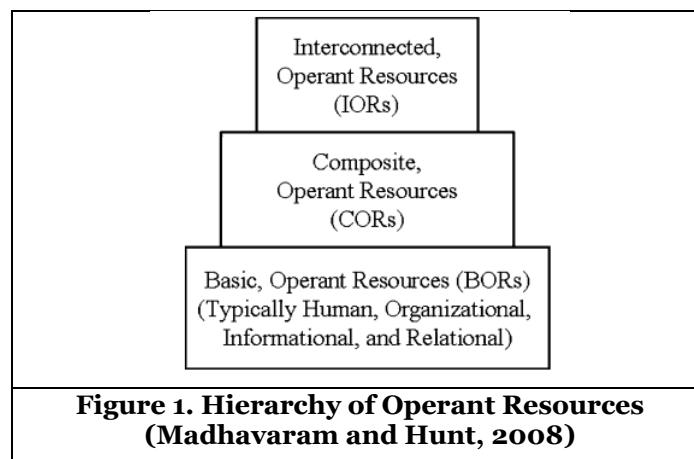 Interconnected,
Operant Resources
(IORs)
Composite,
Operant Resources
(CORs)
Basic, Operant Resources (BORs)
(Typically Human, Organizational,
Informational, and Relational)
Figure 1. Hierarchy of Operant Resources
(Madhavaram and Hunt, 2008)